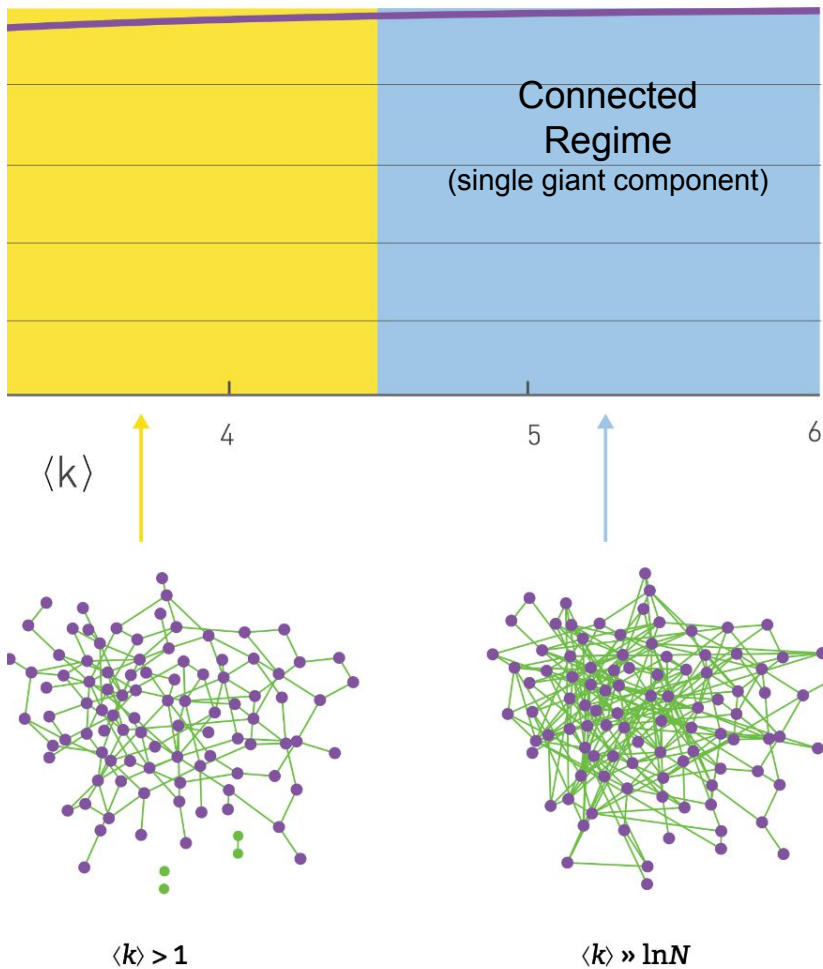 Connected
Regime
(single giant component)
4
5
6
⟨k⟩
⟨k⟩ > 1
⟨k⟩ » lnN